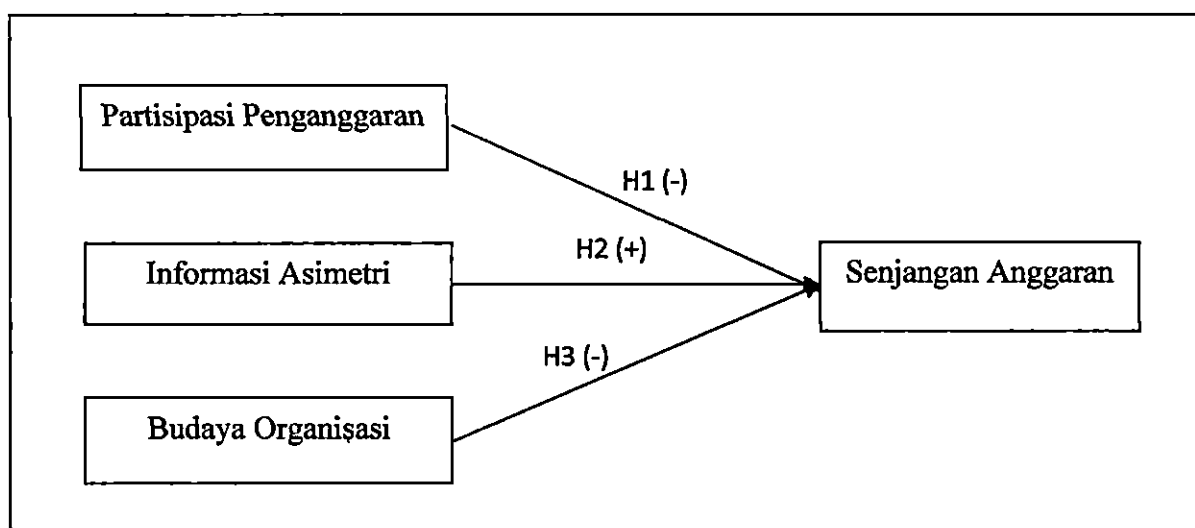 Partisipasi Penganggaran
H1 (-)
H2 (+)
Informasi Asimetri
Senjangan Anggaran
H3 (-)
Budaya Organisasi